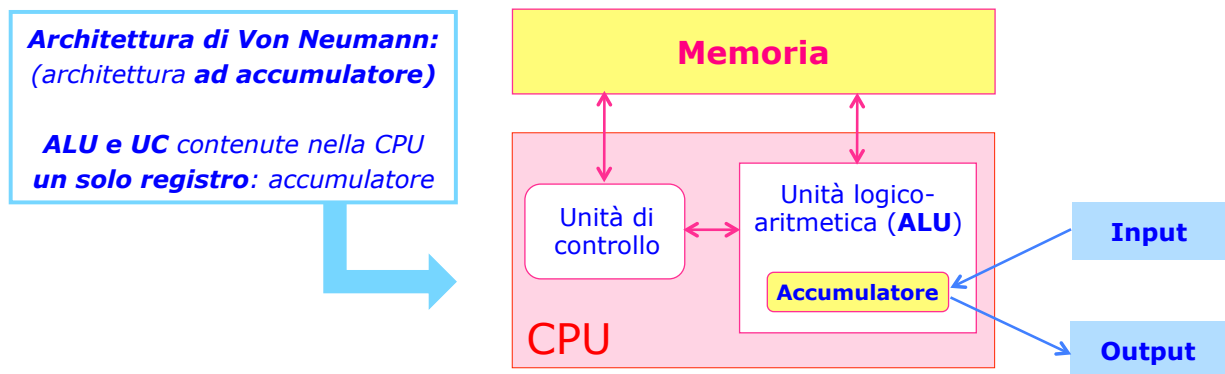 Architettura di Von Neumann:
(architettura ad accumulatore)
ALU e UC contenute nella CPU
un solo registro: accumulatore
Memoria
Unità di
controllo
Unità logico-
aritmetica (ALU)
Accumulatore
CPU
Input
Output